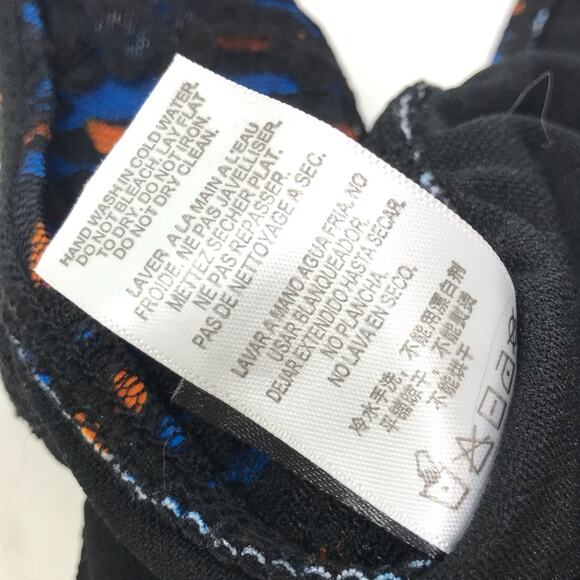 HAND WASH IN COLD WATER.
DO NOT BLEACH. LAY FLAT
TO DRY. DO NOT IRON.
DO NOT DRY CLEAN.
LAVER A LA MAIN A L'EAU
FROIDE. NE PAS JAVELLISER.
METTEZ SECHER PLAT.
NE PAS REPASSER.
PAS DE NETTOYAGE A SEC.
LAVAR A MANO AGUA FRIA. NO
USAR BLANQUEADOR.
DEJAR EXTENDIDO HASTA SECAR.
NO PLANCHA.
NO LAVA EN SECO.
冷水手洗, 不能用漂白剂
平铺晾干, 不能熨烫
不能烘干